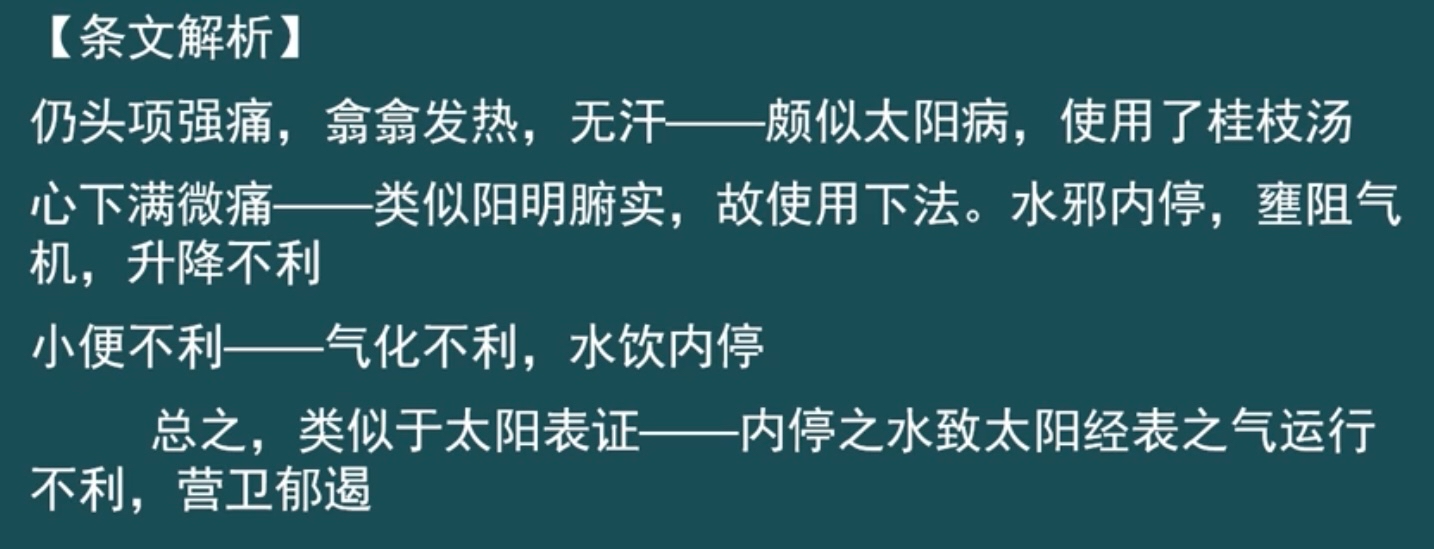 【条文解析】
仍头项强痛，翕翕发热，无汗——颇似太阳病，使用了桂枝汤
心下满微痛——类似阳明腑实，故使用下法。水邪内停，壅阻气
机，升降不利
小便不利——气化不利，水饮内停
总之，类似于太阳表证——内停之水致太阳经表之气运行
不利，营卫郁遏